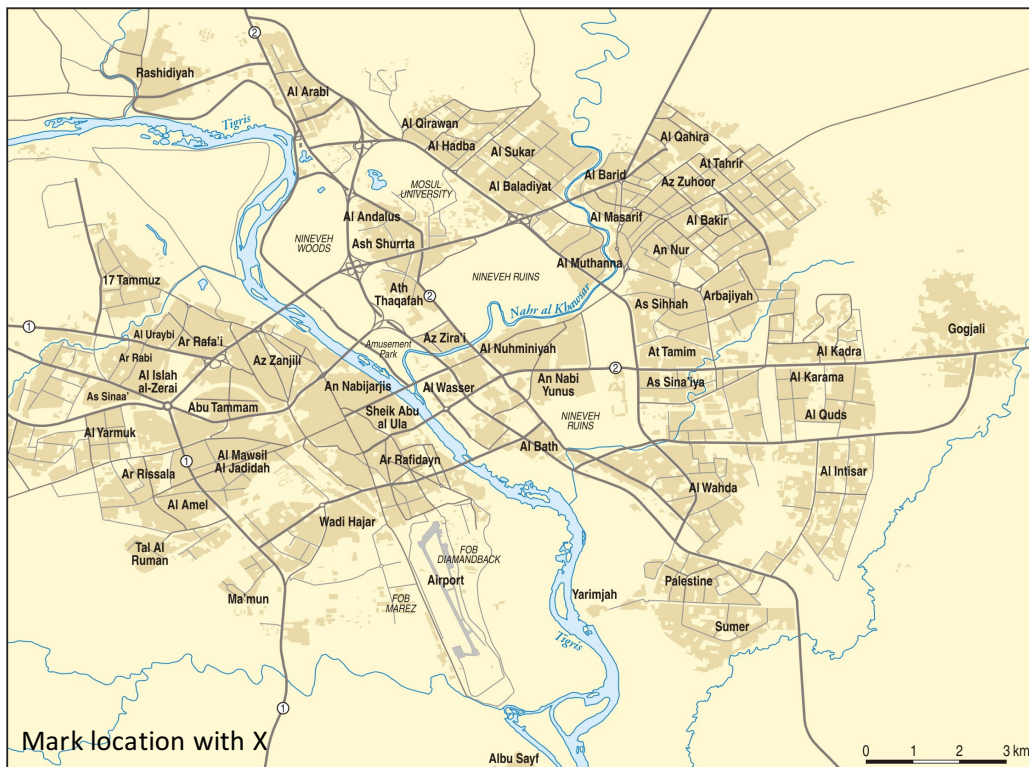 2
Rashidiyah
Al Arabi
Tigris
Al Qirawan
Al Hadba
Al Sukar
Al Qahira
At Tahrir
Al Barid
Az Zuhoor
MOSUL
UNIVERSITY
Al Baladiyat
Al Andalus
Al Masarif
Al Bakir
NINEVEH
WOODS
Ash Shurrta
An Nur
Al Muthanna
NINEVEH RUINS
17 Tammuz
Ath
Thaqafah
2
Nahr al Khawsar
As Sihhah
Arbajiyah
1
Al Uraybi
Ar Rafa'i
Amusement
Park
Az Zira'i
Al Nuhminiyah
Gogjali
Ar Rabi
Az Zanjili
At Tamim
Al Kadra
Al Islah
al-Zerai
An Nabijarjis
Al Wasser
An Nabi
Yunus
2
As Sina'iya
Al Karama
As Sinaa'
Abu Tammam
Sheik Abu
al Ula
NINEVEH
RUINS
Al Quds
Al Yarmuk
Al Bath
Al Mawsil
Al Jadidah
Ar Rafidayn
1
Ar Rissala
Al Intisar
Al Wahda
Al Amel
Wadi Hajar
Tal Al
Ruman
FOB
DIAMANDBACK
Airport
Palestine
Ma'mun
FOB
MAREZ
Yarimjah
Sumer
Tigris
1
Mark location with X
Albu Sayf
0 1 2 3 km